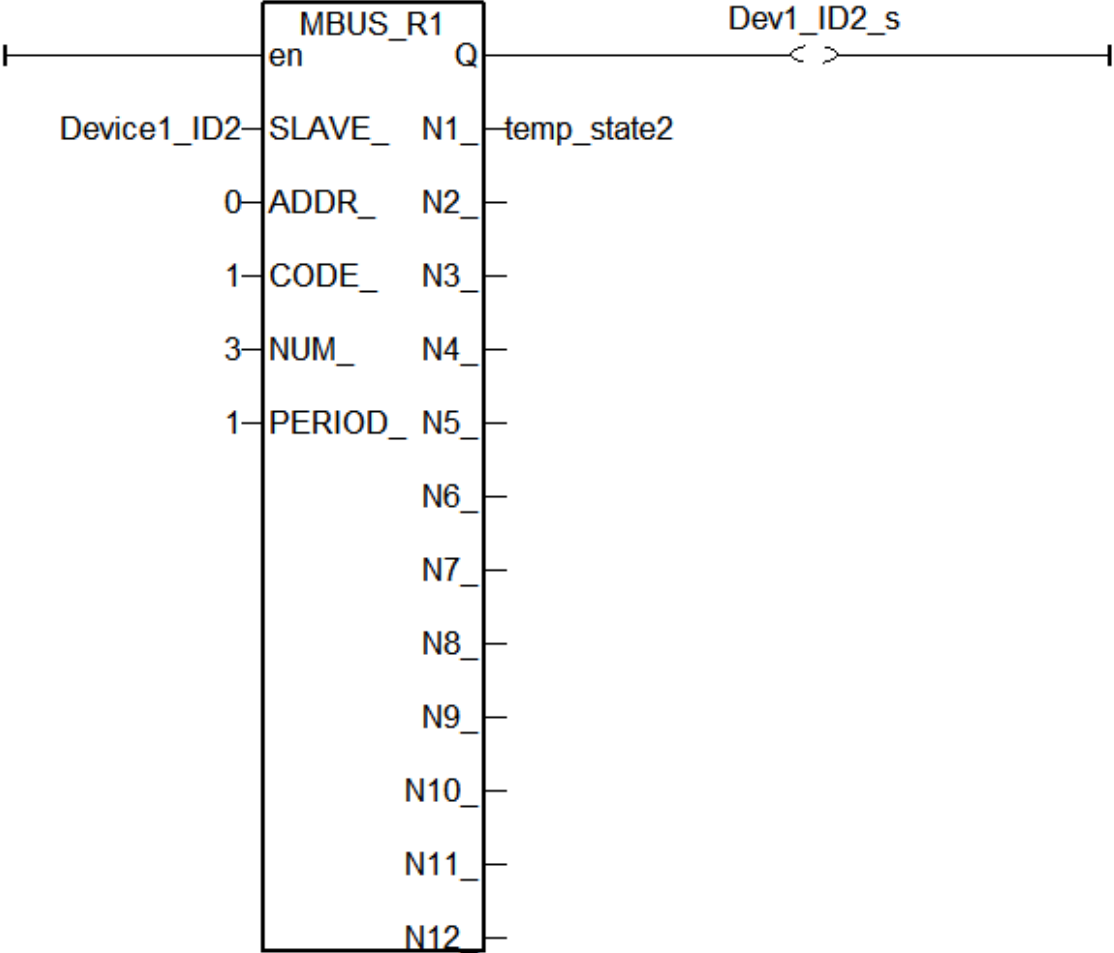 MBUS_R1 Dev1_ID2_s
en Q
Device1_ID2 SLAVE_ N1_ temp_state2
0 ADDR_ N2_
1 CODE_ N3_
3 NUM_ N4_
1 PERIOD_ N5_
N6_
N7_
N8_
N9_
N10_
N11_
N12_